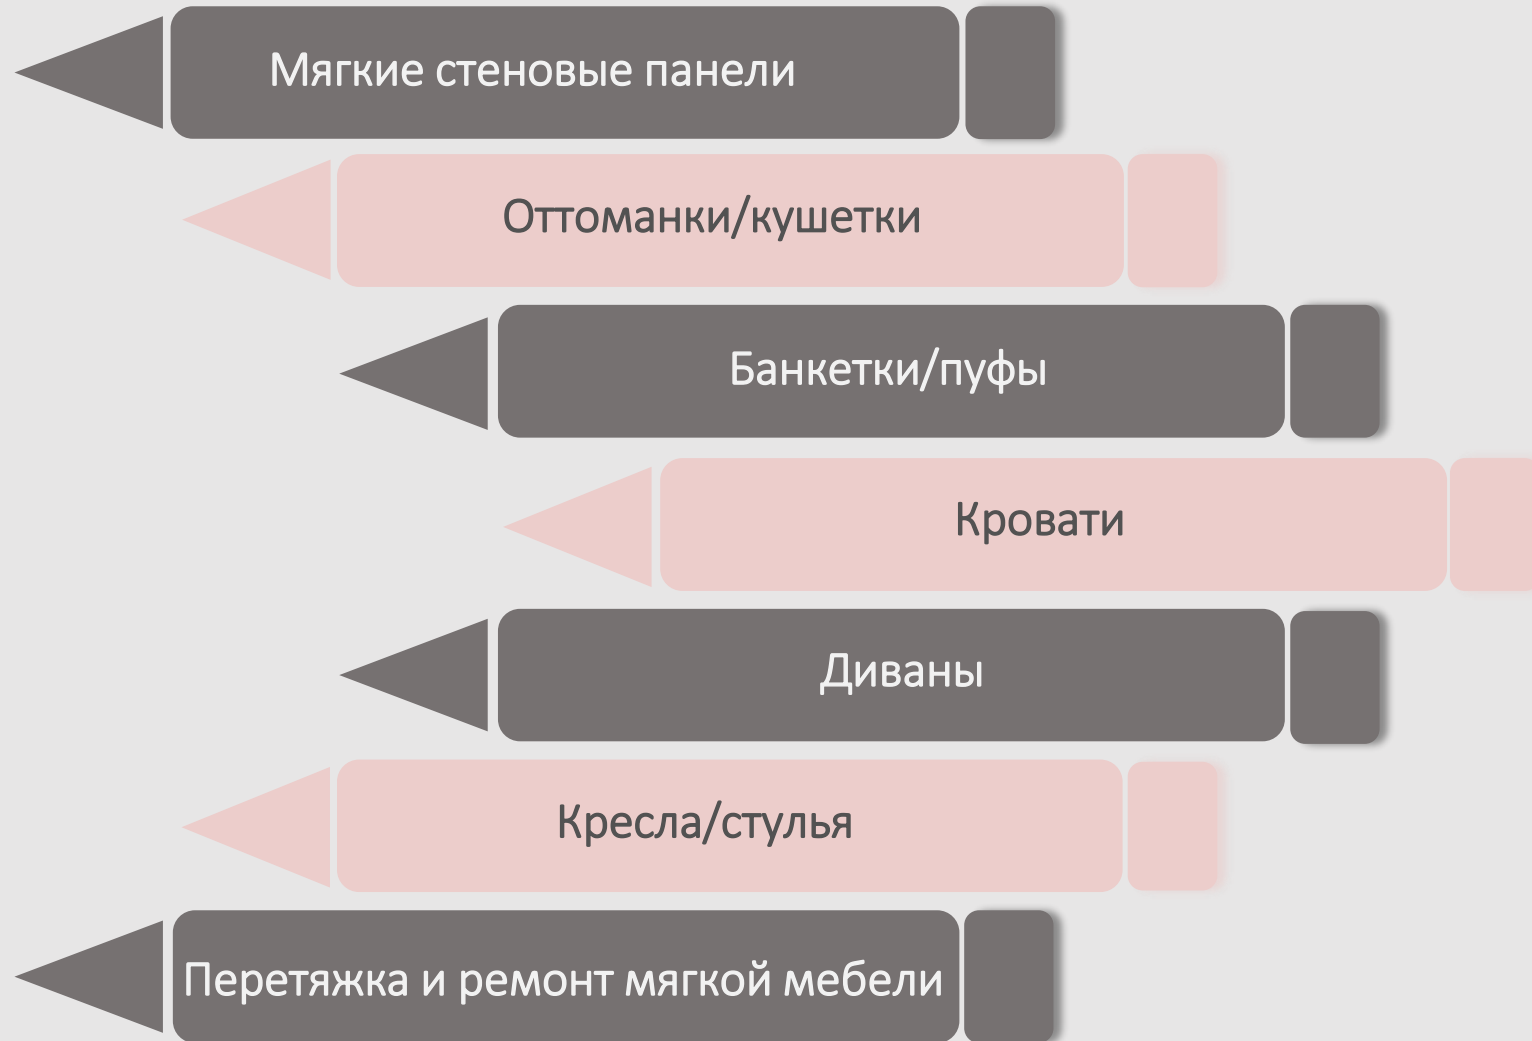 Мягкие стеновые панели
Оттоманки/кушетки
Банкетки/пуфы
Кровати
Диваны
Кресла/стулья
Перетяжка и ремонт мягкой мебели